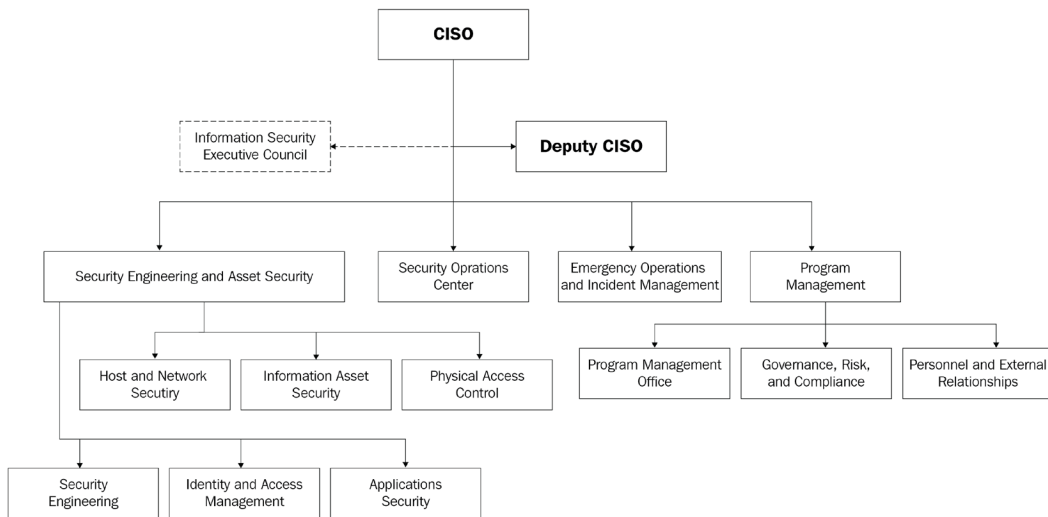 CISO
Information Security
Executive Council
Deputy CISO
Security Engineering and Asset Security
Security Oprations
Center
Emergency Operations
and Incident Management
Program
Management
Host and Network
Secutiry
Information Asset
Security
Physical Access
Control
Program Management
Office
Governance, Risk,
and Compliance
Personnel and External
Relationships
Security
Engineering
Identity and Access
Management
Applications
Security